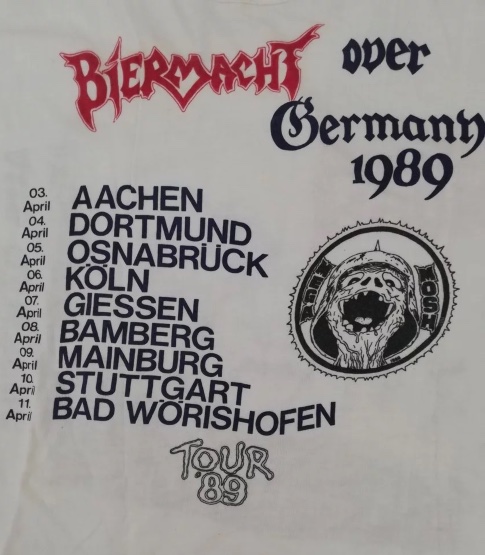 BIERMACHT over
Germany
1989
03. April AACHEN
04. April DORTMUND
05. April OSNABRÜCK
06. April KÖLN
07. April GIESSEN
08. April BAMBERG
09. April MAINBURG
10. April STUTTGART
11. April BAD WÖRISHOFEN
MOSH
TOUR
'89